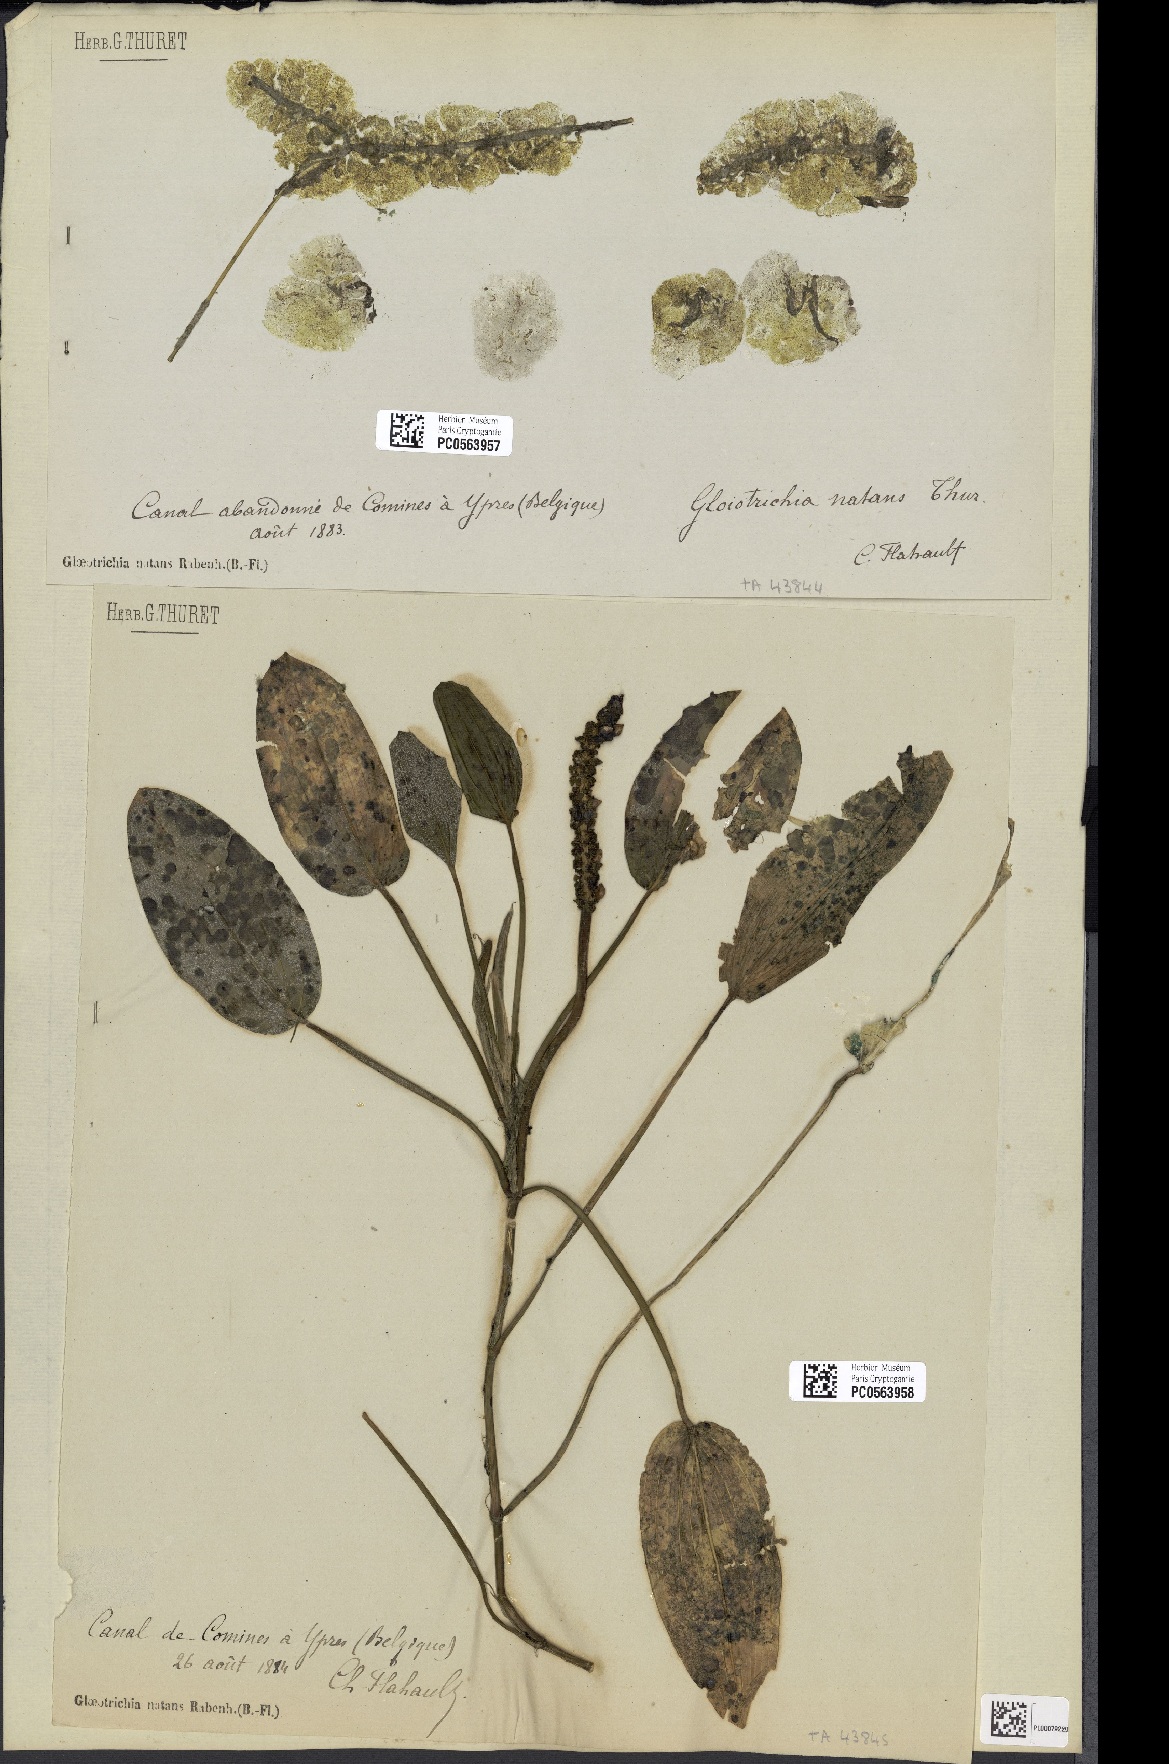 HERB. G. THURET
Herbier Muséum
Paris Cryptogamie
PC0563957
Canal abandonné de Comines à Ypres (Belgique)
août 1883.
Gloiotrichia natans Thur.
C. Flahault
Glœotrichia natans Rabenh. (B.-Fl.)
TA 43844
HERB. G. THURET
Herbier Muséum
Paris Cryptogamie
PC0563958
Canal de Comines à Ypres (Belgique)
26 août 1884
Ch. Flahault.
Glœotrichia natans Rabenh. (B.-Fl.)
TA 43845